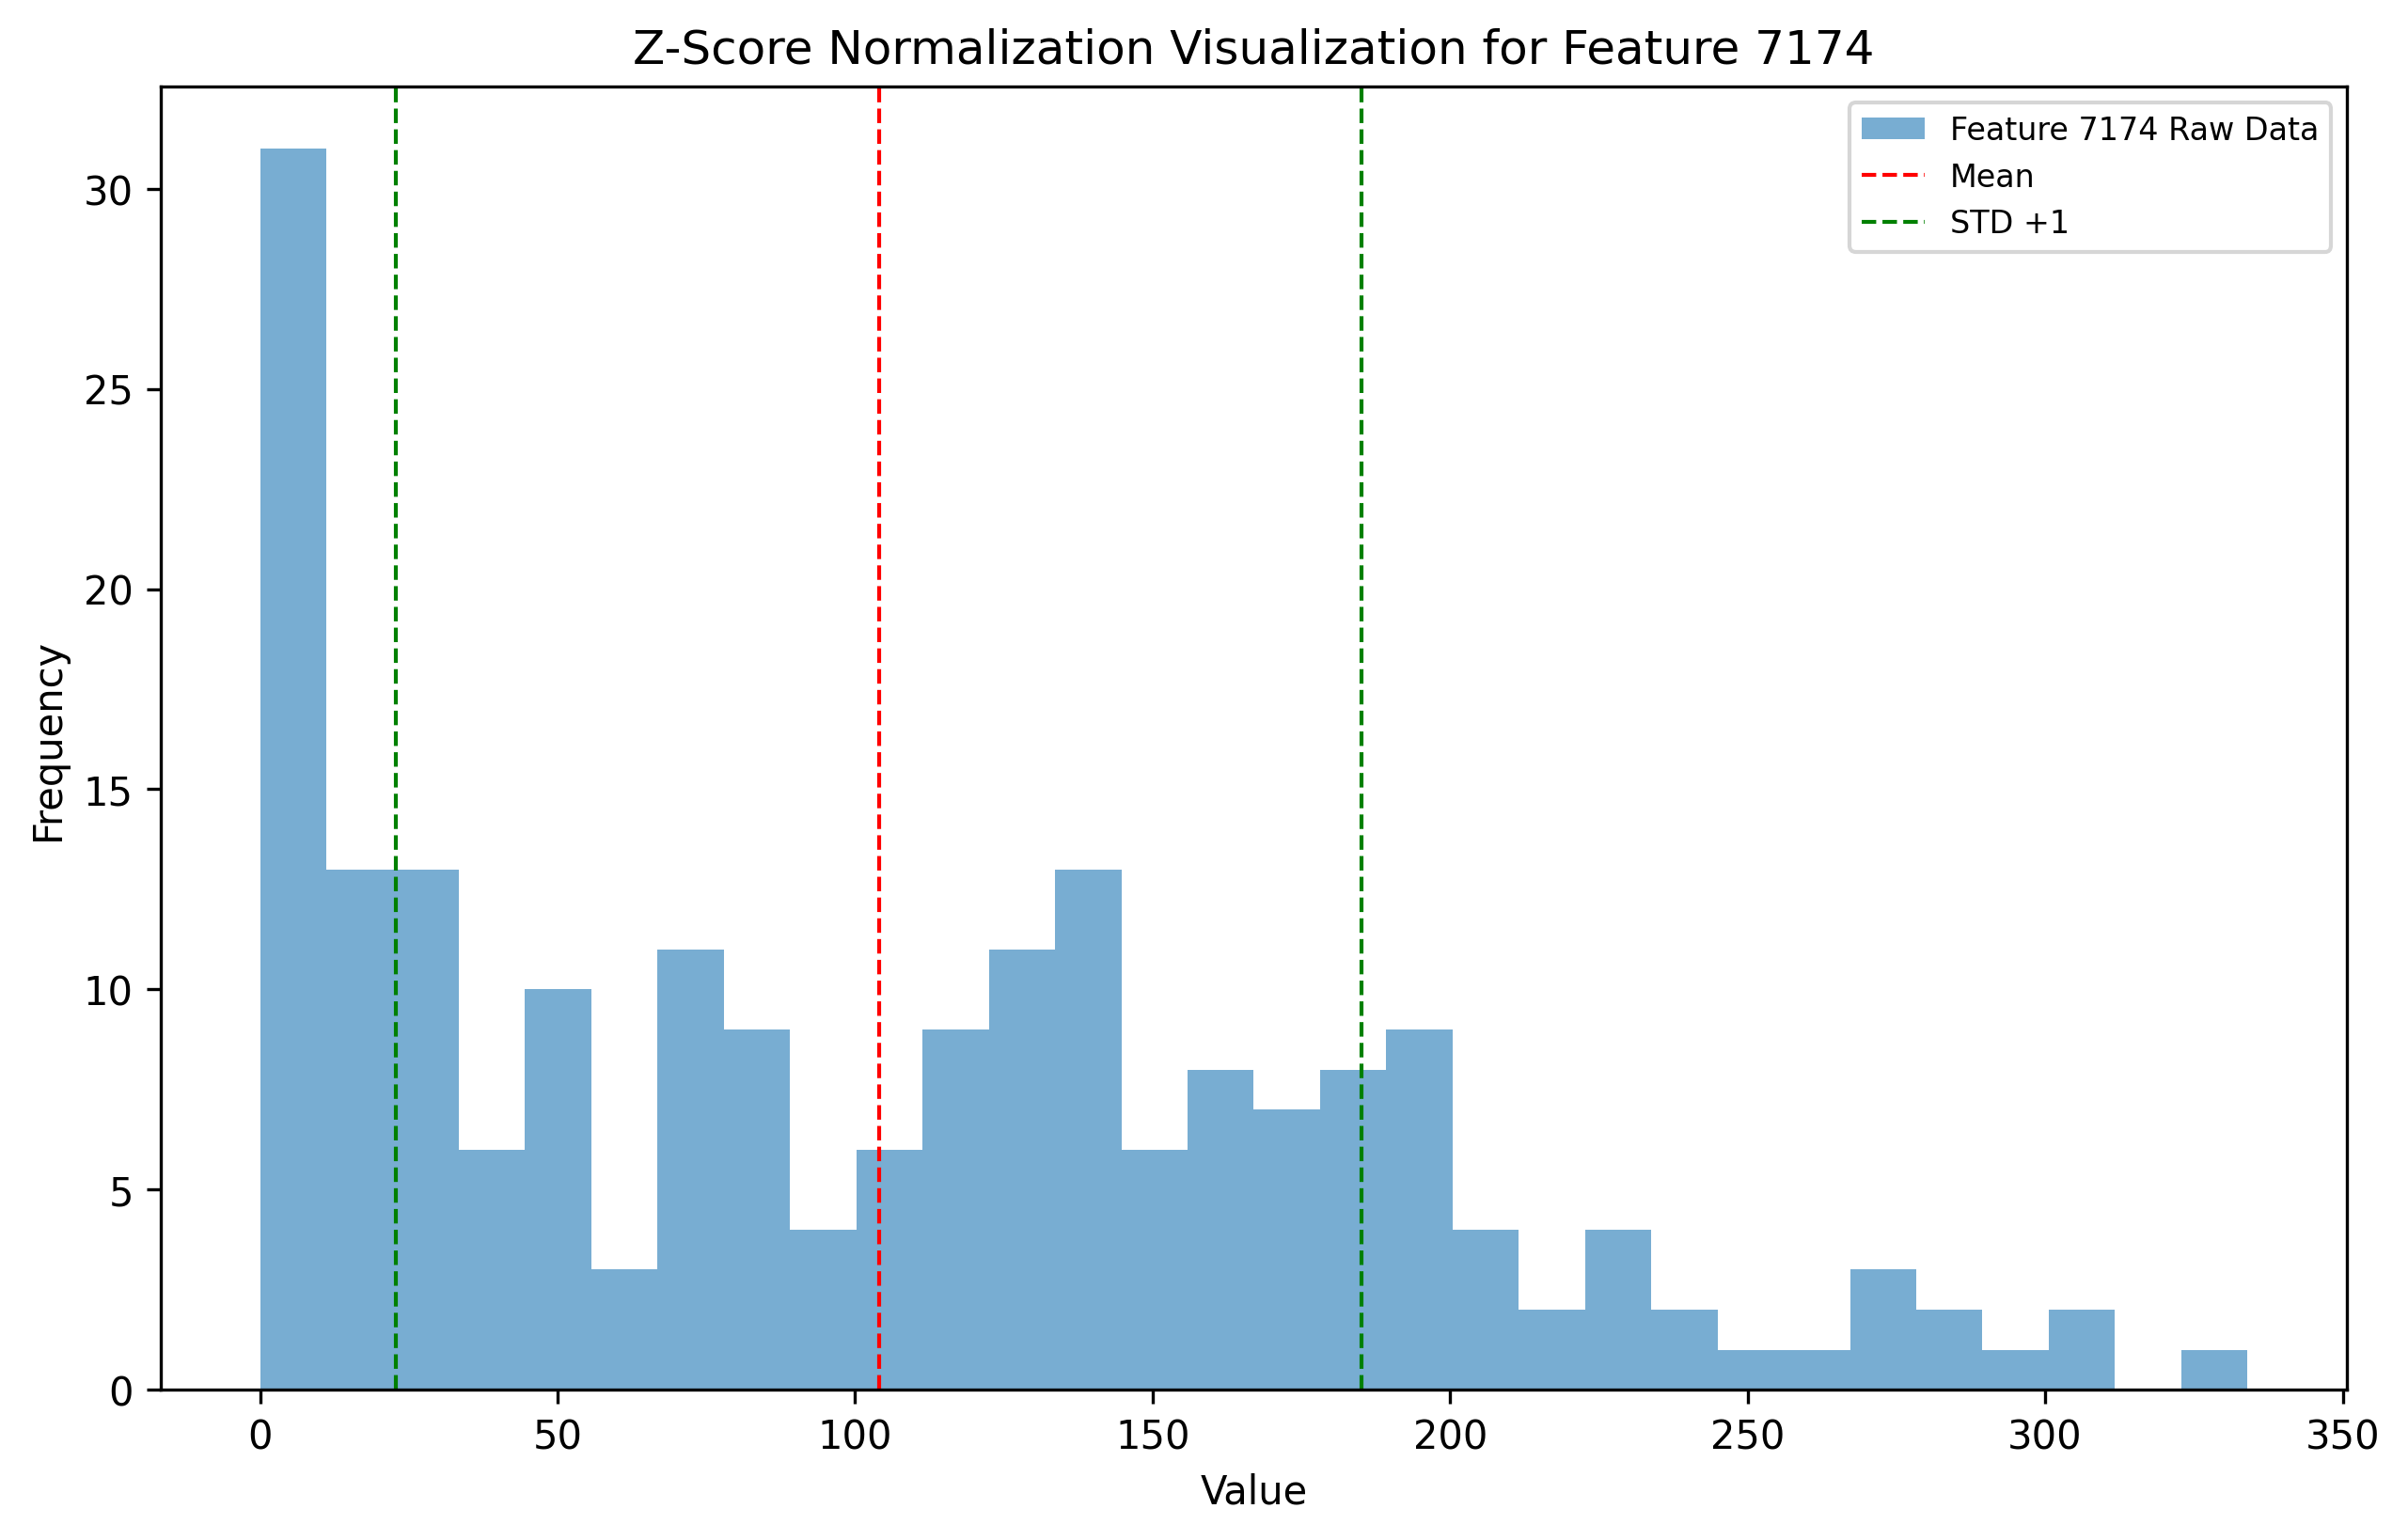 Z-Score Normalization Visualization for Feature 7174
Feature 7174 Raw Data
Mean
STD +1
30
25
20
15
10
5
0
Frequency
0 50 100 150 200 250 300 350
Value